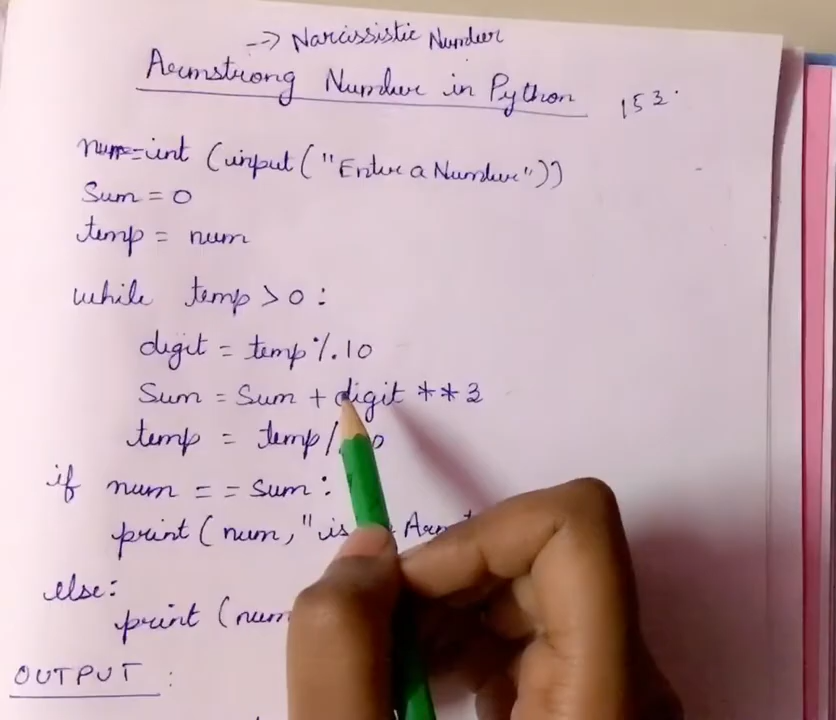 -> Narcissistic Number
Armstrong Number in Python 153.
num=int (input ("Enter a Number"))
Sum = 0
temp = num
while temp > 0 :
digit = temp % 10
Sum = Sum + digit ** 3
temp = temp /
if num == sum :
print ( num, " is
else:
print ( num
OUTPUT :